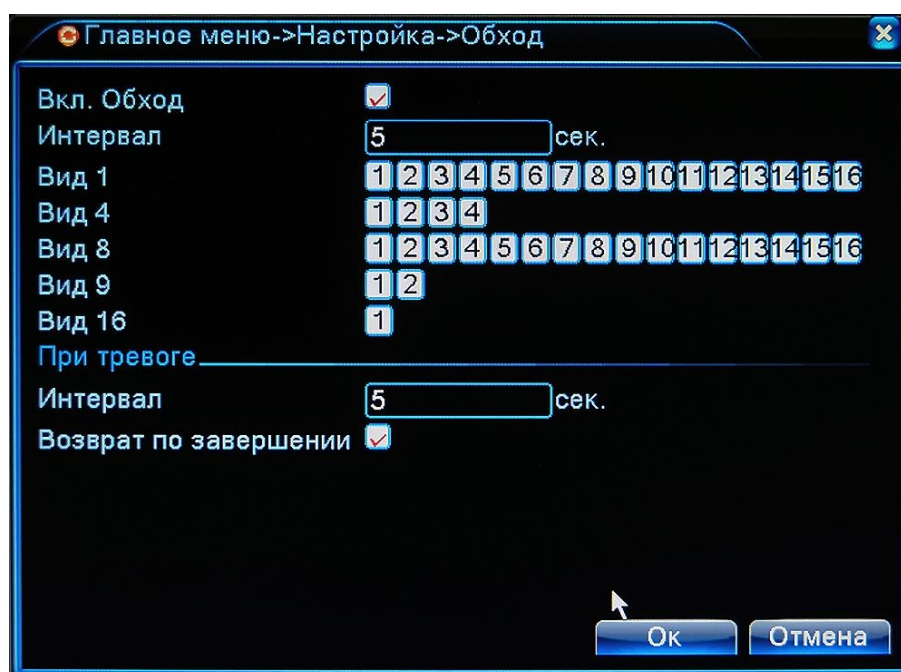 Главное меню->Настройка->Обход
Вкл. Обход
Интервал 5 сек.
Вид 1 1 2 3 4 5 6 7 8 9 10 11 12 13 14 15 16
Вид 4 1 2 3 4
Вид 8 1 2 3 4 5 6 7 8 9 10 11 12 13 14 15 16
Вид 9 1 2
Вид 16 1
При тревоге
Интервал 5 сек.
Возврат по завершении
Ок Отмена